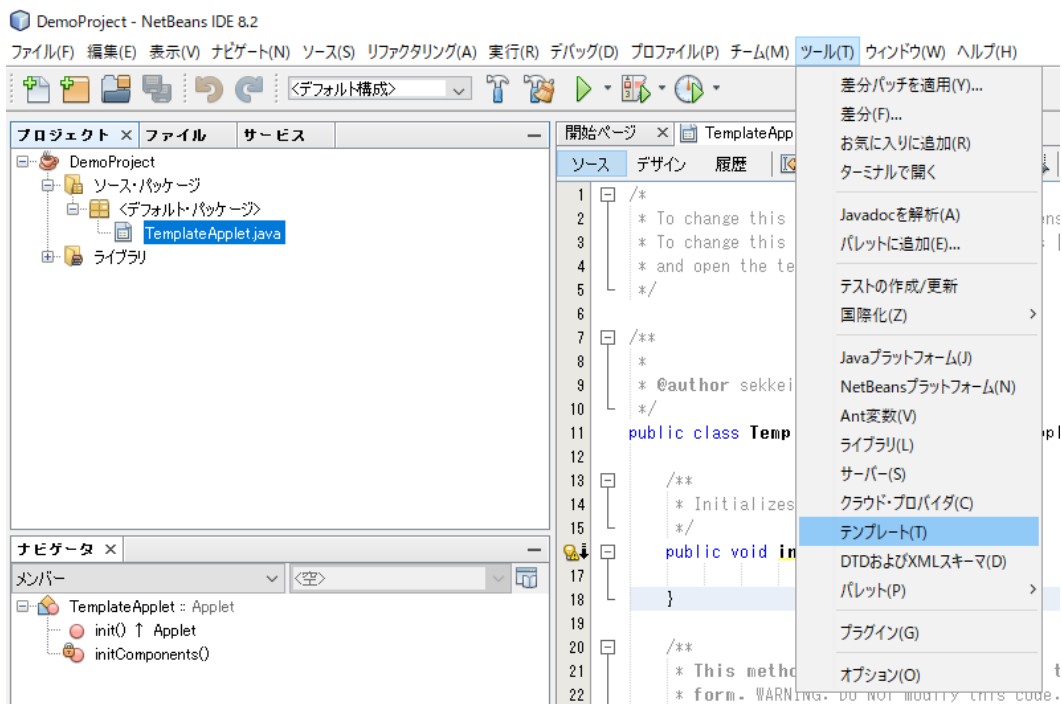 DemoProject - NetBeans IDE 8.2
ファイル(F) 編集(E) 表示(V) ナビゲート(N) ソース(S) リファクタリング(A) 実行(R) デバッグ(D) プロファイル(P) チーム(M) ツール(T) ウィンドウ(W) ヘルプ(H)
<デフォルト構成>
プロジェクト ファイル サービス
DemoProject
ソース・パッケージ
<デフォルト・パッケージ>
TemplateApplet.java
ライブラリ
ナビゲータ
メンバー <空>
TemplateApplet :: Applet
init() ↑ Applet
initComponents()
開始ページ TemplateApp
ソース デザイン 履歴
1 /*
2 * To change this
3 * To change this
4 * and open the te
5 */
6
7 /**
8 *
9 * @author sekkei
10 */
11 public class Temp
12
13 /**
14 * Initializes
15 */
public void in
17
18 }
19
20 /**
21 * This metho
22 * form. WARNING: Do NOT modify this code.
差分パッチを適用(Y)...
差分(F)...
お気に入りに追加(R)
ターミナルで開く
Javadocを解析(A)
パレットに追加(E)...
テストの作成/更新
国際化(Z)
Javaプラットフォーム(J)
NetBeansプラットフォーム(N)
Ant変数(V)
ライブラリ(L)
サーバー(S)
クラウド・プロバイダ(C)
テンプレート(T)
DTDおよびXMLスキーマ(D)
パレット(P)
プラグイン(G)
オプション(O)